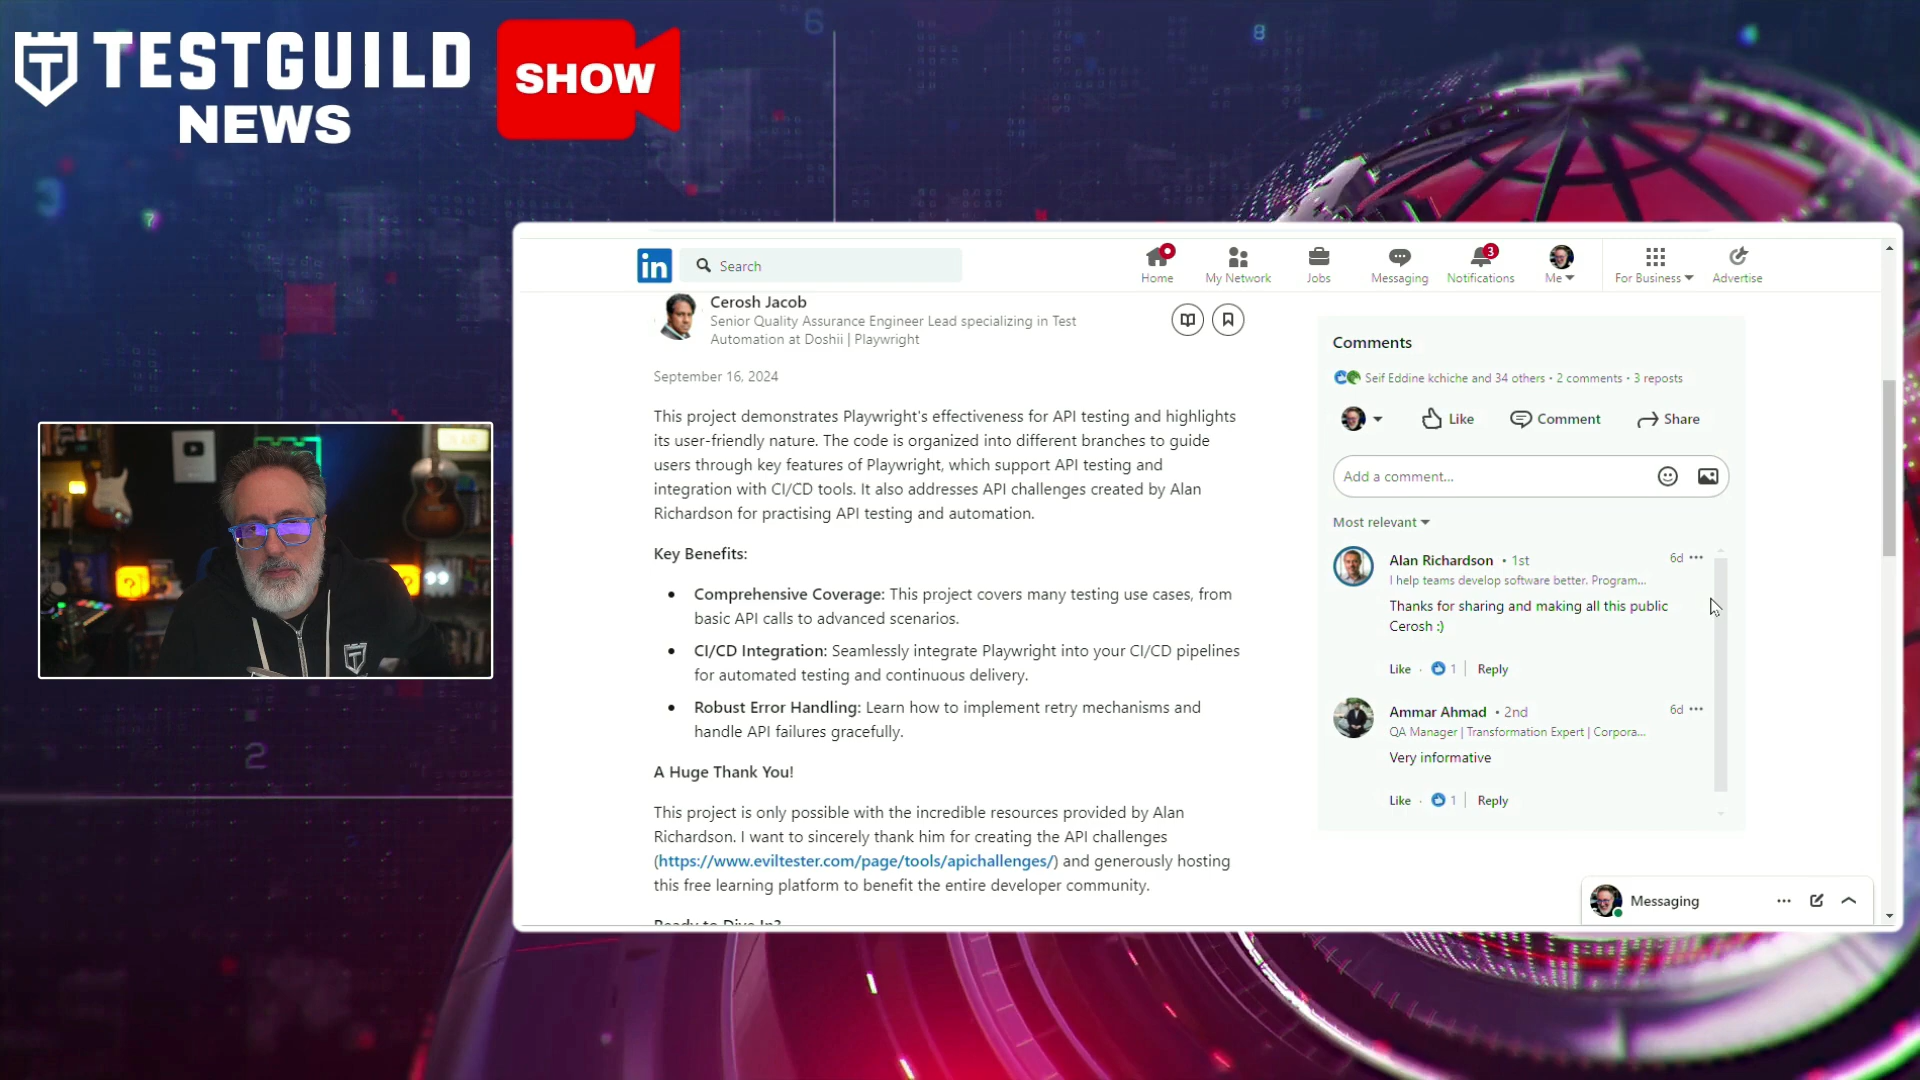 TESTGUILD
NEWS
SHOW
in
Search
Home
My Network
Jobs
Messaging
3
Notifications
Me
For Business
Advertise
Cerosh Jacob
Senior Quality Assurance Engineer Lead specializing in Test
Automation at Doshii | Playwright
September 16, 2024
This project demonstrates Playwright's effectiveness for API testing and highlights
its user-friendly nature. The code is organized into different branches to guide
users through key features of Playwright, which support API testing and
integration with CI/CD tools. It also addresses API challenges created by Alan
Richardson for practising API testing and automation.
Key Benefits:
• Comprehensive Coverage: This project covers many testing use cases, from
basic API calls to advanced scenarios.
• CI/CD Integration: Seamlessly integrate Playwright into your CI/CD pipelines
for automated testing and continuous delivery.
• Robust Error Handling: Learn how to implement retry mechanisms and
handle API failures gracefully.
A Huge Thank You!
This project is only possible with the incredible resources provided by Alan
Richardson. I want to sincerely thank him for creating the API challenges
(https://www.eviltester.com/page/tools/apichallenges/) and generously hosting
this free learning platform to benefit the entire developer community.
Ready to Dive In?
Comments
Seif Eddine kchiche and 34 others • 2 comments • 3 reposts
Like
Comment
Share
Add a comment...
Most relevant
Alan Richardson • 1st
6d
I help teams develop software better. Program...
Thanks for sharing and making all this public
Cerosh :)
Like · 1 | Reply
Ammar Ahmad • 2nd
6d
QA Manager | Transformation Expert | Corpora...
Very informative
Like · 1 | Reply
Messaging
6
8
3
7
2